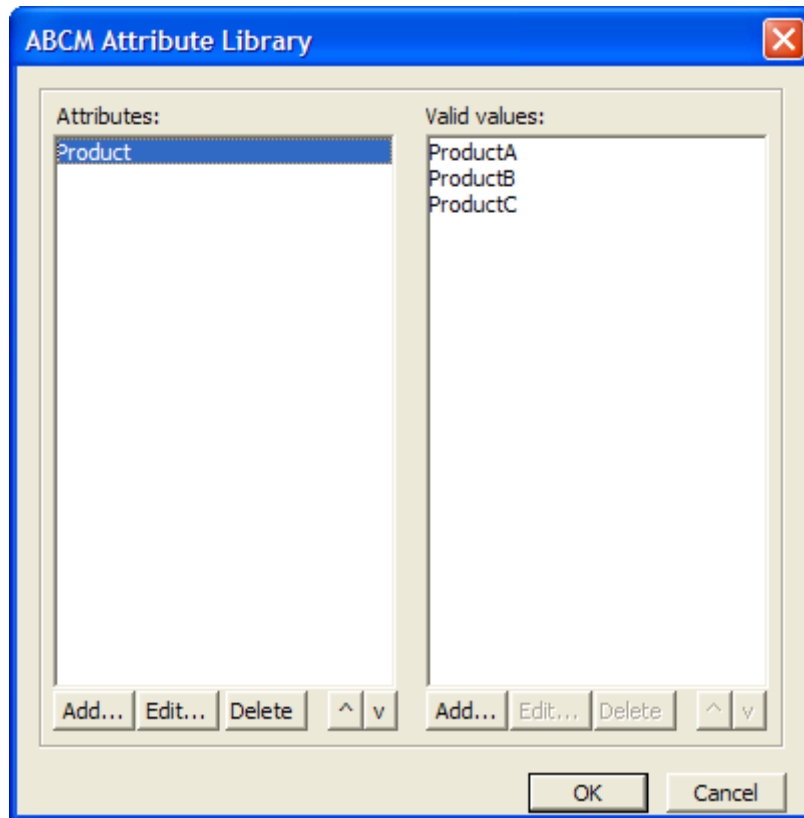 ABCM Attribute Library
Attributes:
Product
Valid values:
ProductA
ProductB
ProductC
Add... Edit... Delete ^ v
Add... Edit... Delete ^ v
OK Cancel